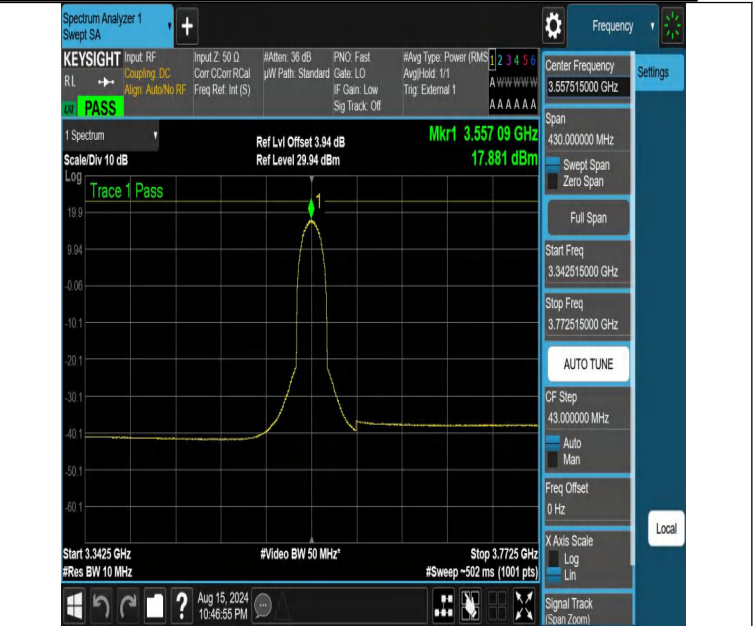 Spectrum Analyzer 1
Swept SA
Frequency
KEYSIGHT
RL
PASS
Input: RF
Coupling: DC
Align: Auto/No RF
Input Z: 50 Ω
Corr CCorr RCal
Freq Ref: Int (S)
#Atten: 36 dB
µW Path: Standard
PNO: Fast
Gate: LO
IF Gain: Low
Sig Track: Off
#Avg Type: Power (RMS
Avg|Hold: 1/1
Trig: External 1
1 2 3 4 5 6
A W W W W W
A A A A A A
1 Spectrum
Scale/Div 10 dB
Ref Lvl Offset 3.94 dB
Ref Level 29.94 dBm
Mkr1 3.557 09 GHz
17.881 dBm
Log
Trace 1 Pass
1
19.9
9.94
-0.06
-10.1
-20.1
-30.1
-40.1
-50.1
-60.1
Start 3.3425 GHz
#Res BW 10 MHz
#Video BW 50 MHz*
Stop 3.7725 GHz
#Sweep ~502 ms (1001 pts)
Aug 15, 2024
10:46:55 PM
?
Settings
Center Frequency
3.557515000 GHz
Span
430.000000 MHz
Swept Span
Zero Span
Full Span
Start Freq
3.342515000 GHz
Stop Freq
3.772515000 GHz
AUTO TUNE
CF Step
43.000000 MHz
Auto
Man
Freq Offset
0 Hz
X Axis Scale
Log
Lin
Signal Track
(Span Zoom)
Local